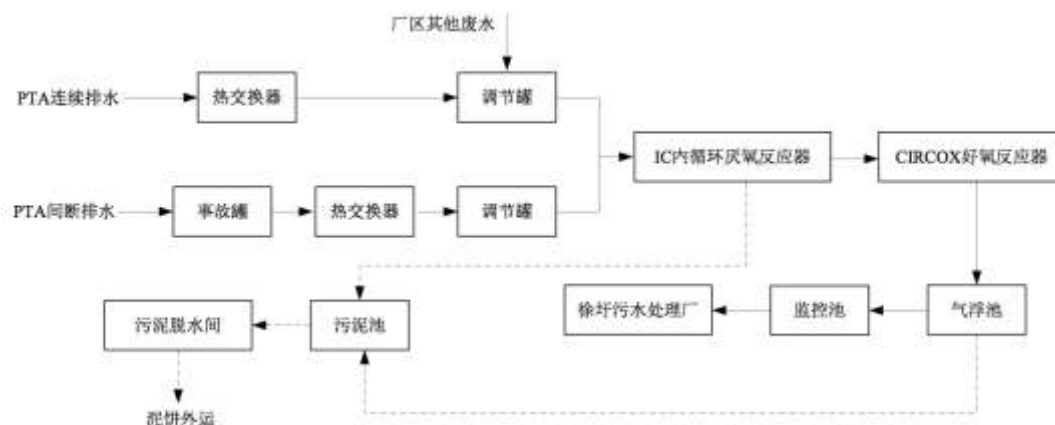 厂区其他废水
PTA连续排水
热交换器
调节罐
IC内循环厌氧反应器
CIRCOX好氧反应器
PTA间断排水
事故罐
热交换器
调节罐
污泥脱水间
污泥池
徐圩污水处理厂
监控池
气浮池
泥饼外运